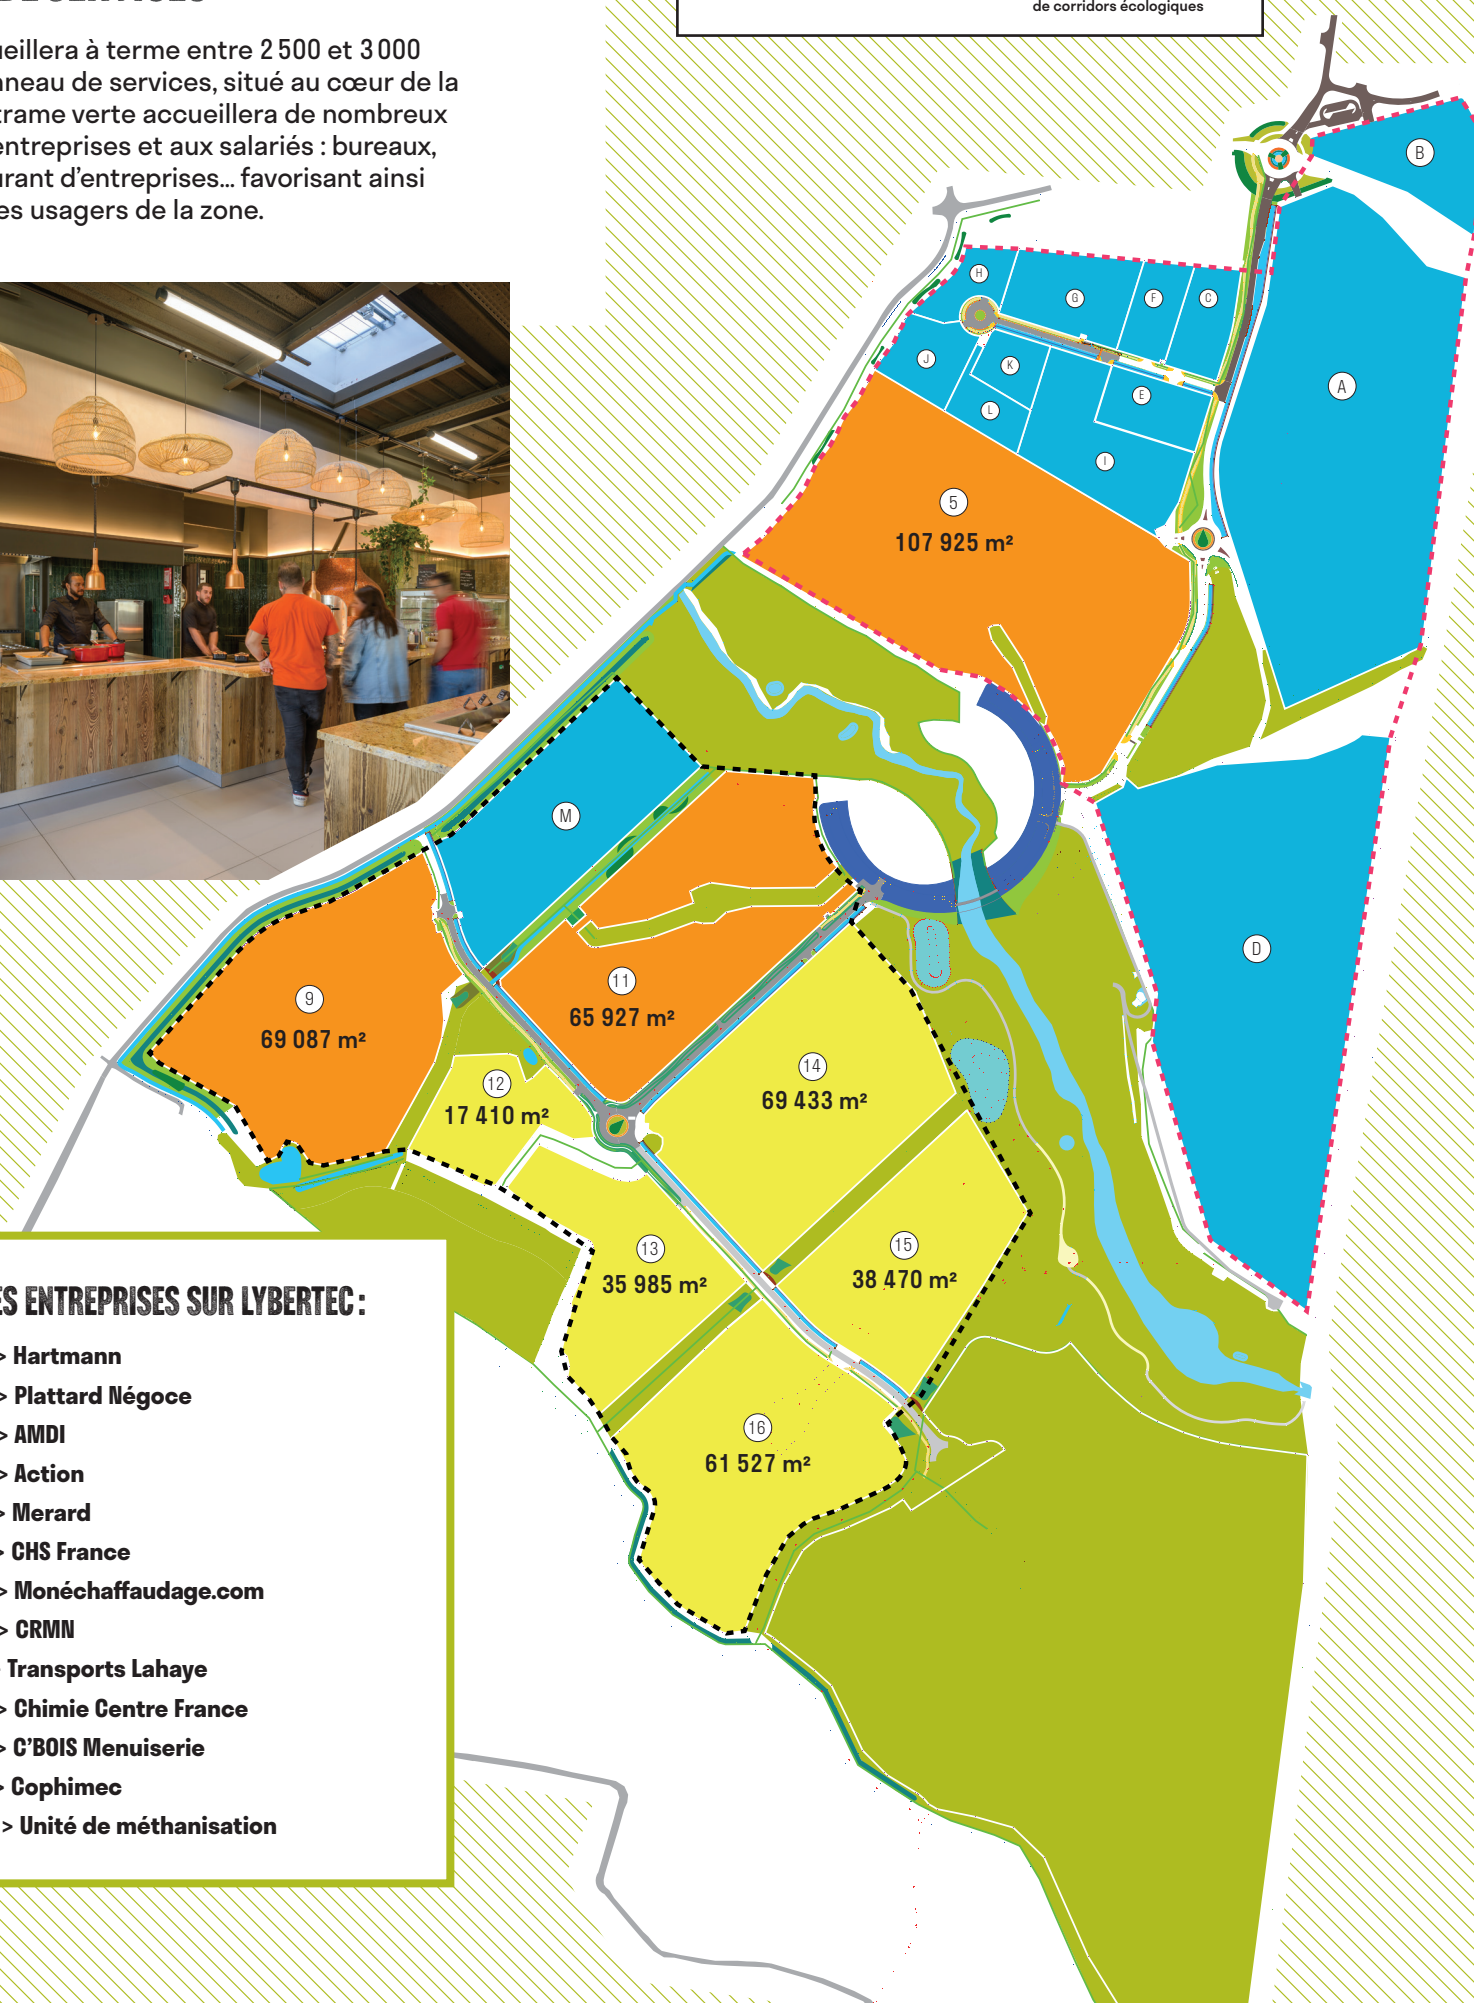 de corridors écologiques
ueillera à terme entre 2 500 et 3 000
nneau de services, situé au cœur de la
trame verte accueillera de nombreux
entreprises et aux salariés : bureaux,
urant d'entreprises... favorisant ainsi
es usagers de la zone.
B
A
H
G
F
C
J
K
E
L
I
5
107 925 m²
M
D
9
69 087 m²
11
65 927 m²
12
17 410 m²
14
69 433 m²
13
35 985 m²
15
38 470 m²
16
61 527 m²
ES ENTREPRISES SUR LYBERTEC :
> Hartmann
> Plattard Négoce
> AMDI
> Action
> Merard
> CHS France
> Monéchaffaudage.com
> CRMN
Transports Lahaye
> Chimie Centre France
> C'BOIS Menuiserie
> Cophimec
> Unité de méthanisation